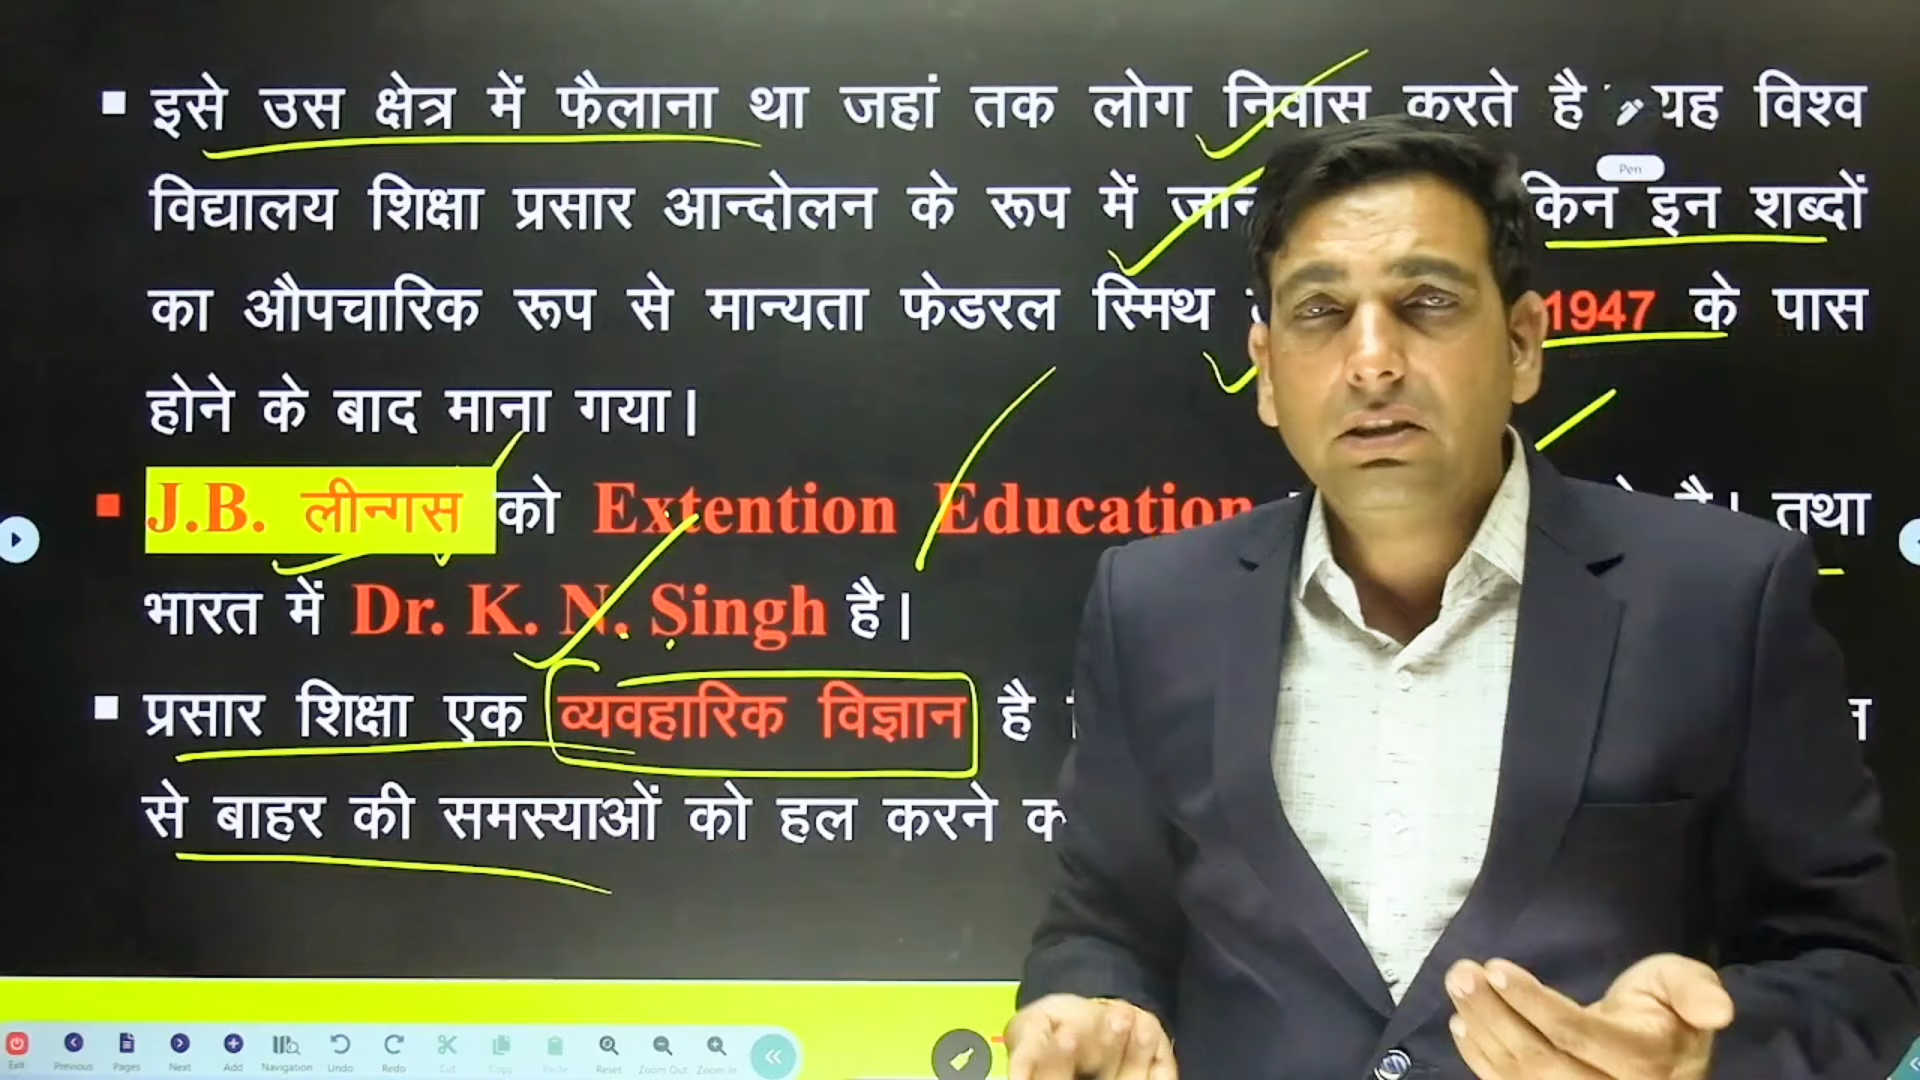 इसे उस क्षेत्र में फैलाना था जहां तक लोग निवास करते है यह विश्व
Pen
विद्यालय शिक्षा प्रसार आन्दोलन के रूप में इन शब्दों
का औपचारिक रूप से मान्यता फेडरल स्मिथ 1947 के पास
होने के बाद माना गया।
J.B. लीन्गस को Extention Education है। तथा
भारत में Dr. K. N. Singh है।
प्रसार शिक्षा एक व्यवहारिक विज्ञान है
से बाहर की समस्याओं को हल करने
Exit Previous Pages Next Add Navigation Undo Redo Cut Copy Paste Reset Zoom Out Zoom In